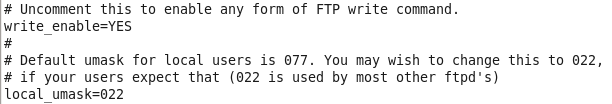 # Uncomment this to enable any form of FTP write command.
write_enable=YES
#
# Default umask for local users is 077. You may wish to change this to 022,
# if your users expect that (022 is used by most other ftpd's)
local_umask=022